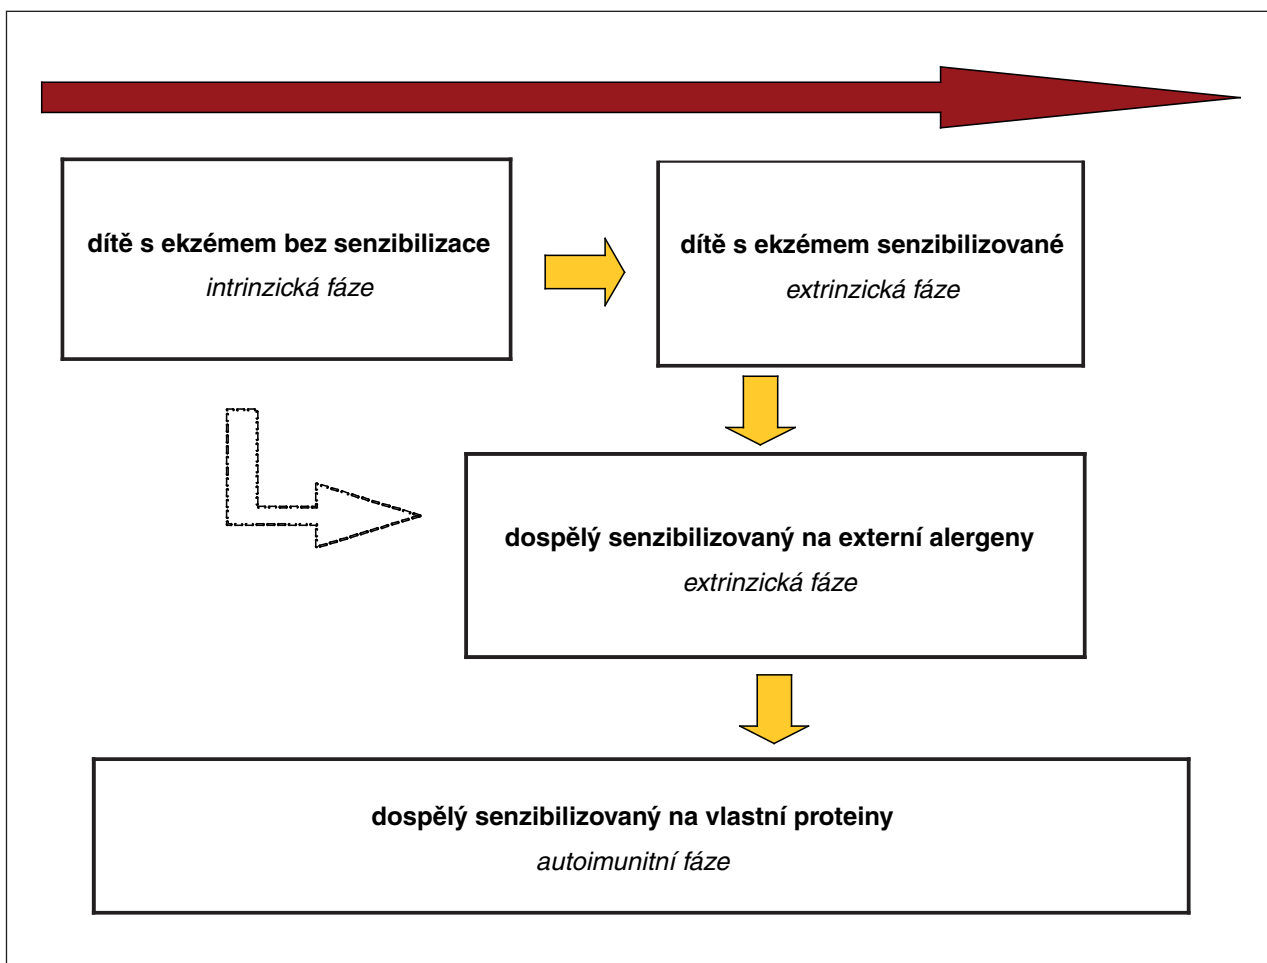 dítě s ekzémem bez senzibilizace
intrinzická fáze
dítě s ekzémem senzibilizované
extrinzická fáze
dospělý senzibilizovaný na externí alergeny
extrinzická fáze
dospělý senzibilizovaný na vlastní proteiny
autoimunitní fáze